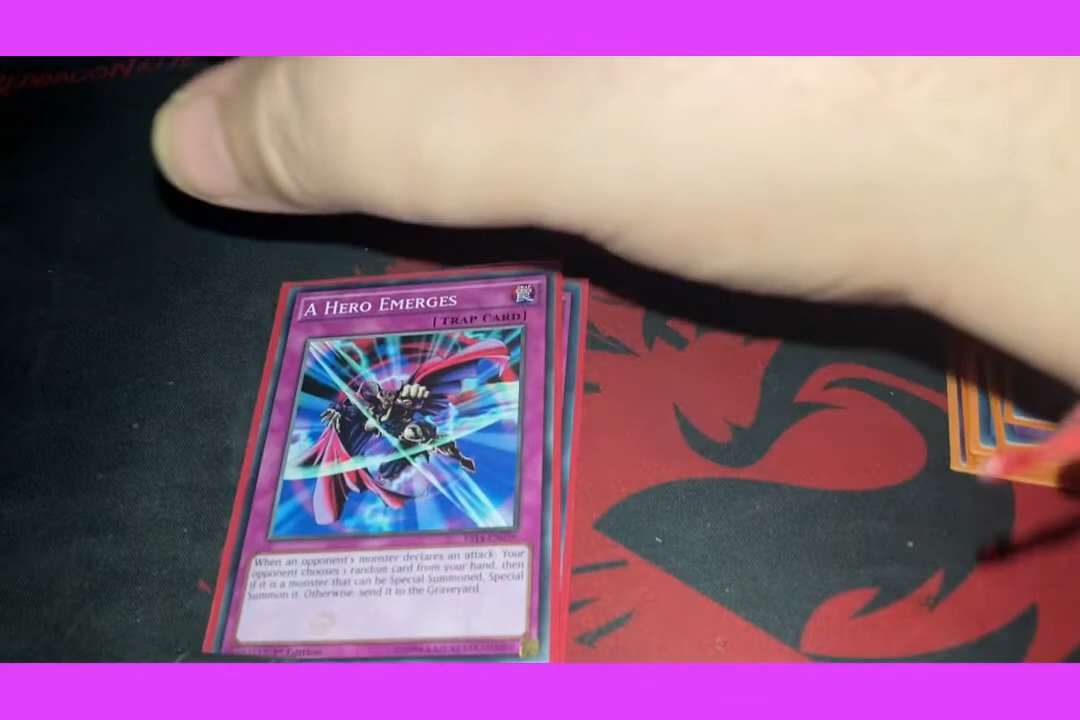 A HERO EMERGES
[TRAP CARD]
When an opponent's monster declares an attack: Your
opponent chooses 1 random card from your hand, then
if it is a monster that can be Special Summoned, Special
Summon it. Otherwise, send it to the Graveyard.
1st Edition